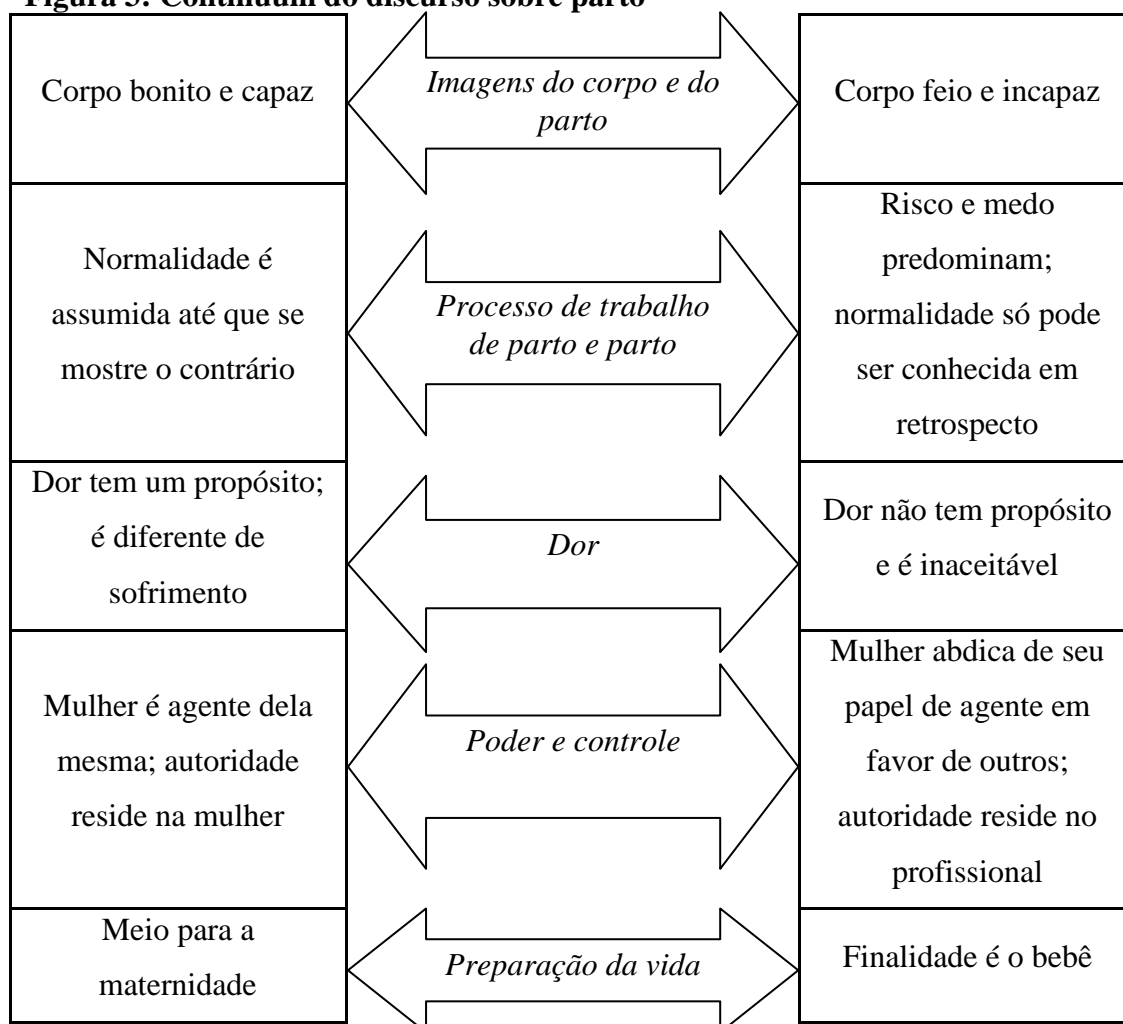 Figura 3: Continuum do discurso sobre parto
Corpo bonito e capaz
Imagens do corpo e do
parto
Corpo feio e incapaz
Normalidade é
assumida até que se
mostre o contrário
Processo de trabalho
de parto e parto
Risco e medo
predominam;
normalidade só pode
ser conhecida em
retrospecto
Dor tem um propósito;
é diferente de
sofrimento
Dor
Dor não tem propósito
e é inaceitável
Mulher é agente dela
mesma; autoridade
reside na mulher
Poder e controle
Mulher abdica de seu
papel de agente em
favor de outros;
autoridade reside no
profissional
Meio para a
maternidade
Preparação da vida
Finalidade é o bebê